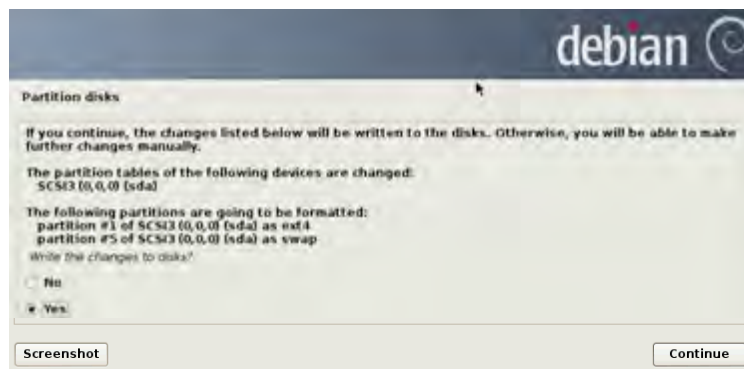 debian
Partition disks
If you continue, the changes listed below will be written to the disks. Otherwise, you will be able to make
further changes manually.
The partition tables of the following devices are changed:
SCSI3 (0,0,0) (sda)
The following partitions are going to be formatted:
partition #1 of SCSI3 (0,0,0) (sda) as ext4
partition #5 of SCSI3 (0,0,0) (sda) as swap
Write the changes to disks?
No
Yes
Screenshot
Continue